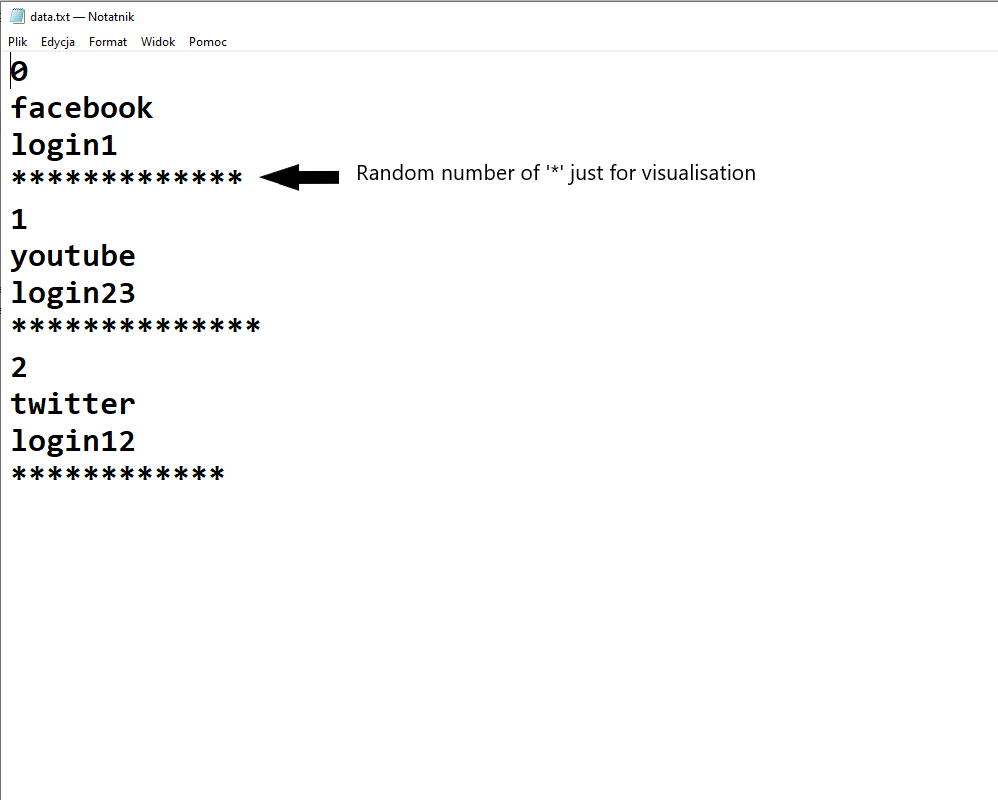 data.txt — Notatnik
Plik Edycja Format Widok Pomoc
0
facebook
login1
************* Random number of '*' just for visualisation
1
youtube
login23
**************
2
twitter
login12
************